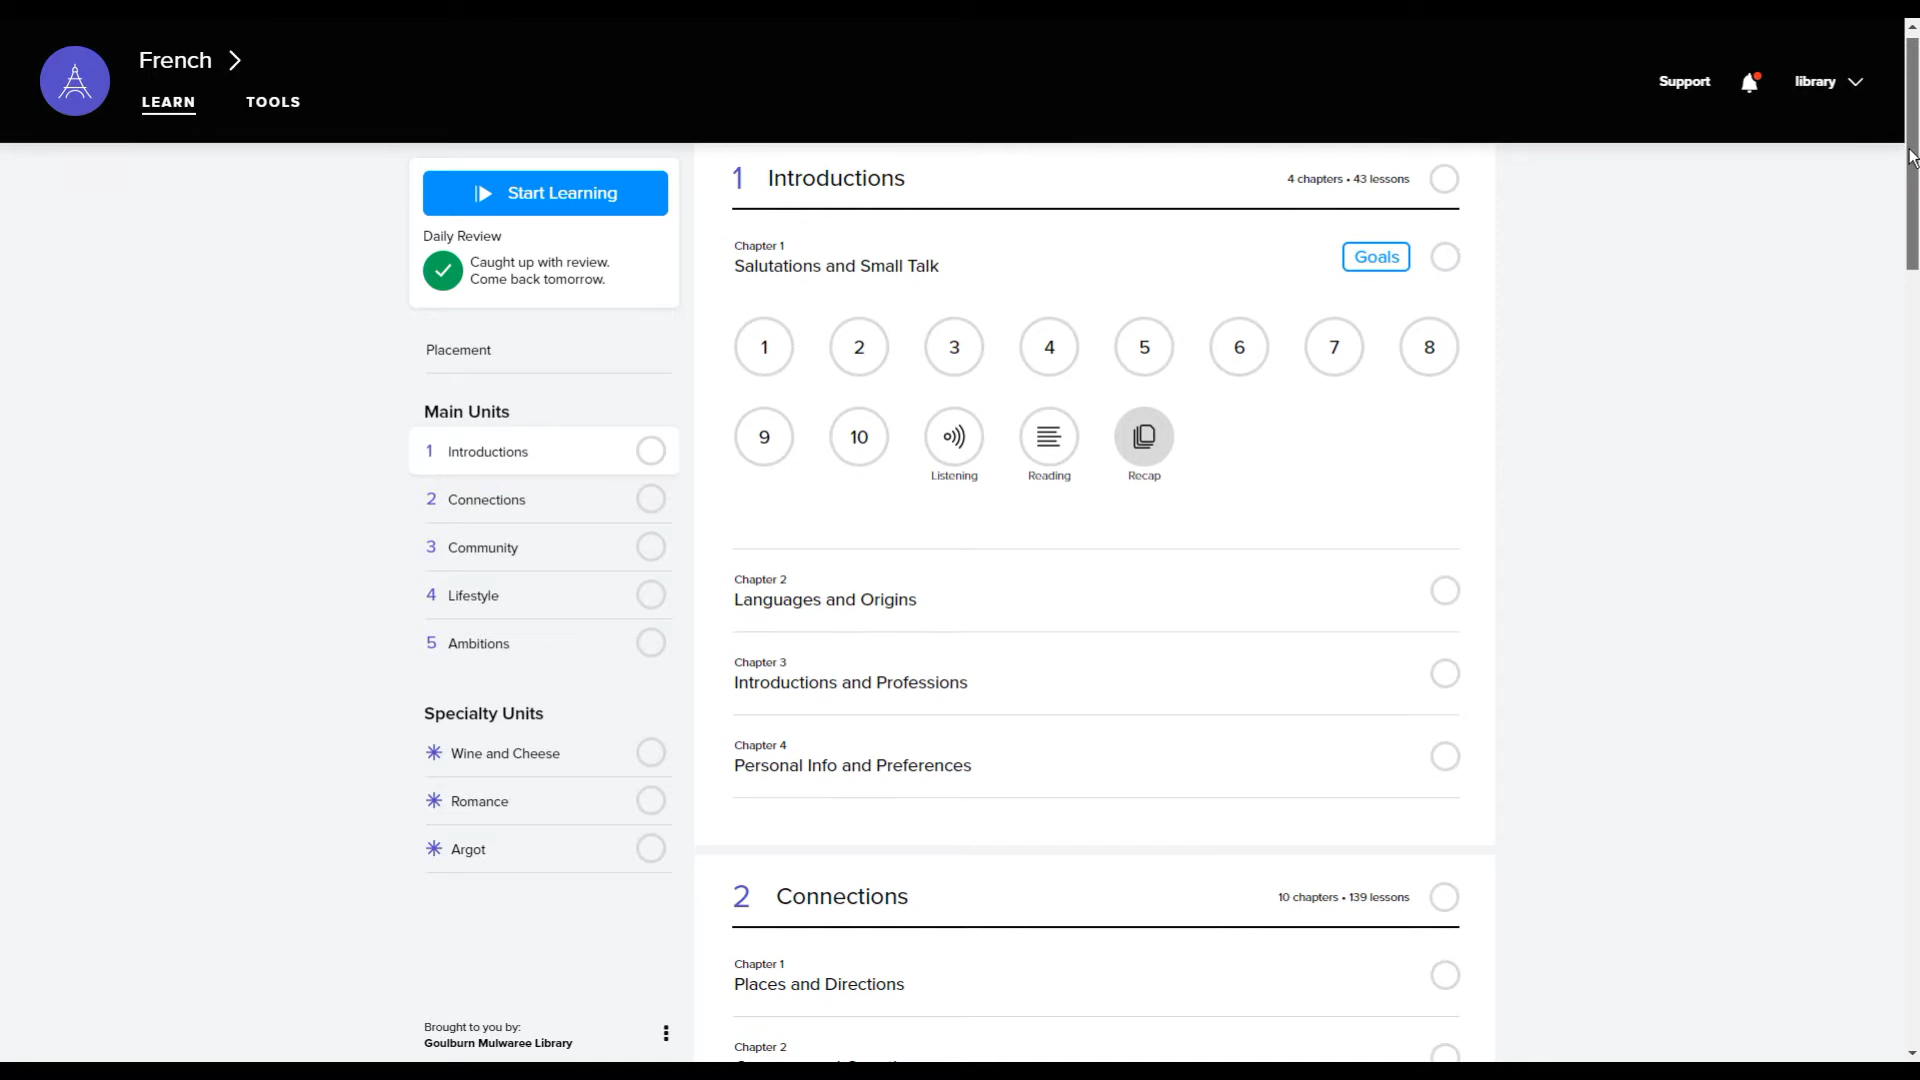 French
LEARN TOOLS
Support library
Start Learning
Daily Review
Caught up with review.
Come back tomorrow.
Placement
Main Units
1 Introductions
2 Connections
3 Community
4 Lifestyle
5 Ambitions
Specialty Units
Wine and Cheese
Romance
Argot
Brought to you by:
Goulburn Mulwaree Library
1 Introductions 4 chapters • 43 lessons
Chapter 1
Salutations and Small Talk Goals
1 2 3 4 5 6 7 8
9 10
Listening Reading Recap
Chapter 2
Languages and Origins
Chapter 3
Introductions and Professions
Chapter 4
Personal Info and Preferences
2 Connections 10 chapters • 139 lessons
Chapter 1
Places and Directions
Chapter 2